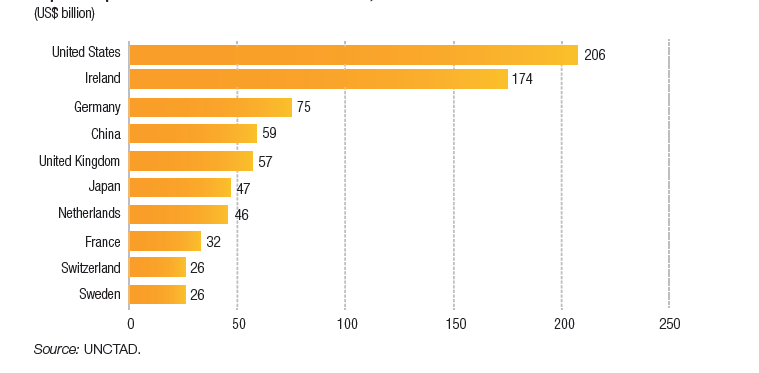 (US$ billion)
United States 206
Ireland 174
Germany 75
China 59
United Kingdom 57
Japan 47
Netherlands 46
France 32
Switzerland 26
Sweden 26
0 50 100 150 200 250
Source: UNCTAD.